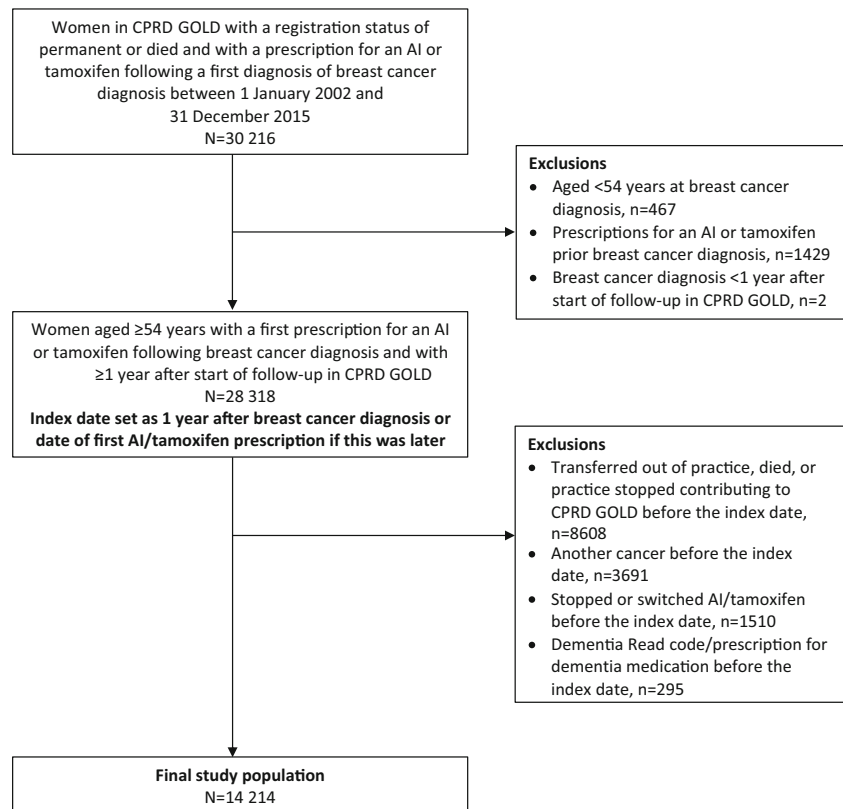 Women in CPRD GOLD with a registration status of
permanent or died and with a prescription for an AI or
tamoxifen following a first diagnosis of breast cancer
diagnosis between 1 January 2002 and
31 December 2015
N=30 216
Exclusions
• Aged <54 years at breast cancer
diagnosis, n=467
• Prescriptions for an AI or tamoxifen
prior breast cancer diagnosis, n=1429
• Breast cancer diagnosis <1 year after
start of follow-up in CPRD GOLD, n=2
Women aged ≥54 years with a first prescription for an AI
or tamoxifen following breast cancer diagnosis and with
≥1 year after start of follow-up in CPRD GOLD
N=28 318
Index date set as 1 year after breast cancer diagnosis or
date of first AI/tamoxifen prescription if this was later
Exclusions
• Transferred out of practice, died, or
practice stopped contributing to
CPRD GOLD before the index date,
n=8608
• Another cancer before the index
date, n=3691
• Stopped or switched AI/tamoxifen
before the index date, n=1510
• Dementia Read code/prescription for
dementia medication before the
index date, n=295
Final study population
N=14 214